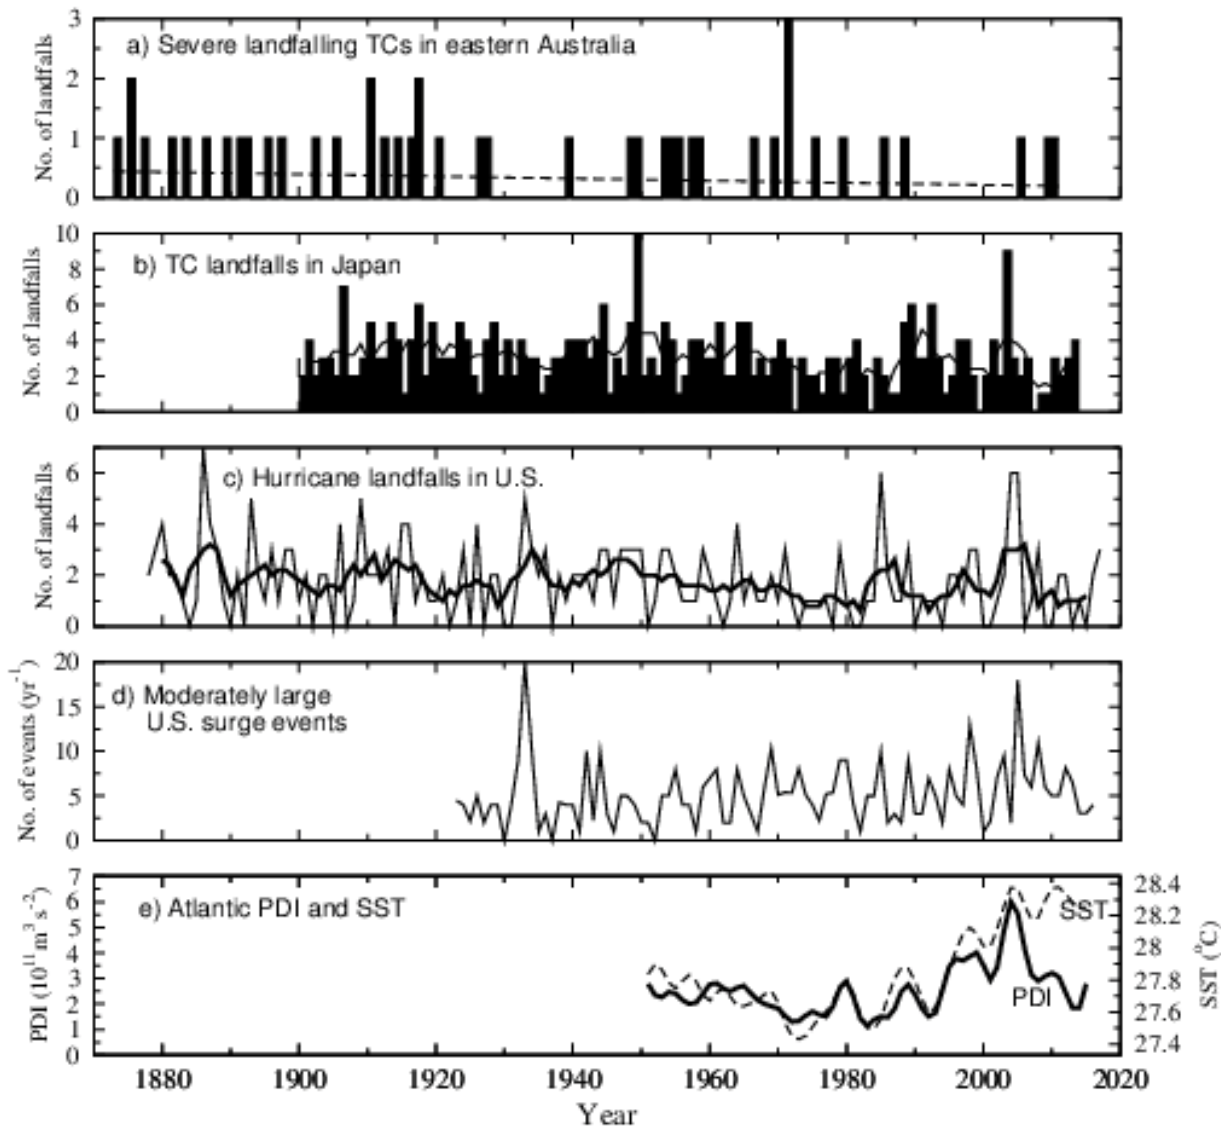 3
a) Severe landfalling TCs in eastern Australia
2
1
0
No. of landfalls
10
b) TC landfalls in Japan
8
6
4
2
0
No. of landfalls
6
c) Hurricane landfalls in U.S.
4
2
0
No. of landfalls
20
d) Moderately large
U.S. surge events
15
10
5
0
No. of events (yr⁻¹)
7
e) Atlantic PDI and SST
6
5
4
3
2
1
0
PDI (10¹¹ m³ s⁻²)
SST
PDI
28.4
28.2
28
27.8
27.6
27.4
SST (°C)
1880 1900 1920 1940 1960 1980 2000 2020
Year